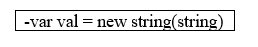 -var val = new string(string)